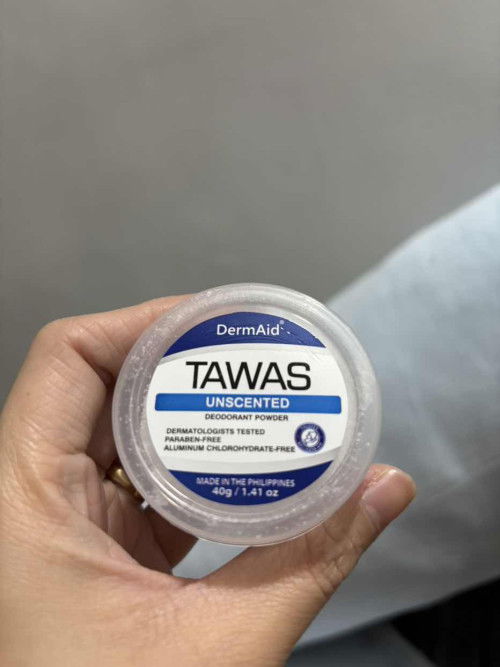 DermAid®
TAWAS
UNSCENTED
DEODORANT POWDER
DERMATOLOGISTS TESTED
PARABEN-FREE
ALUMINUM CHLOROHYDRATE-FREE
MADE IN THE PHILIPPINES
40g / 1.41 oz